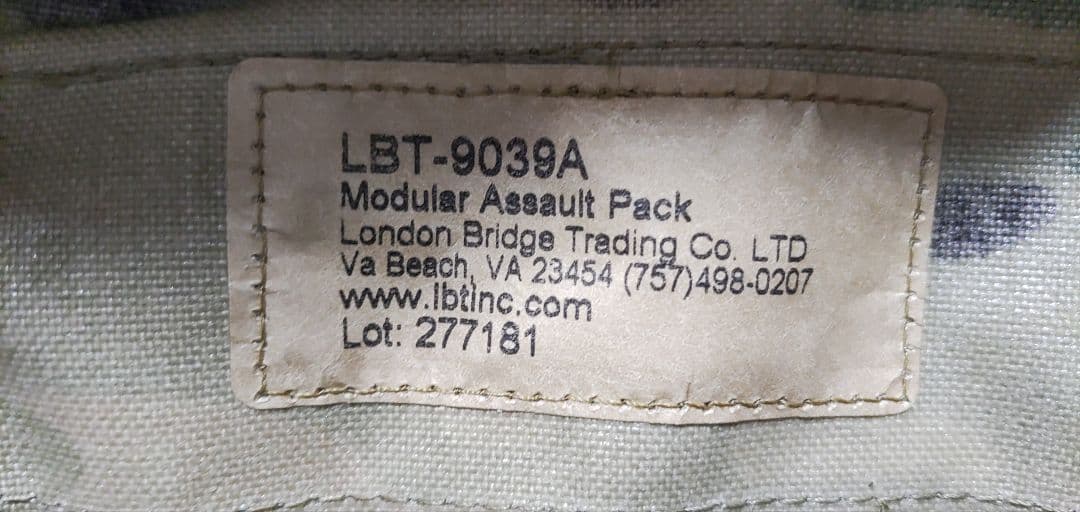 LBT-9039A
Modular Assault Pack
London Bridge Trading Co. LTD
Va Beach, VA 23454 (757)498-0207
www.lbtinc.com
Lot: 277181